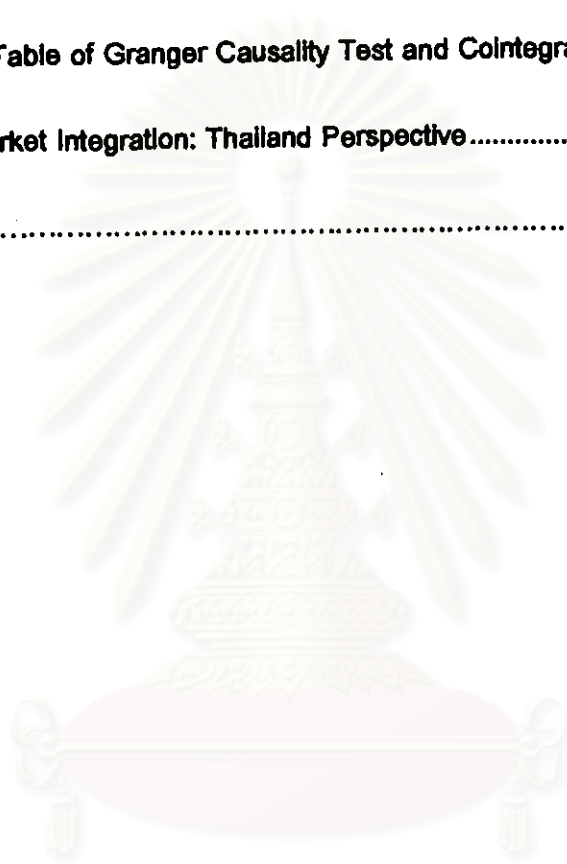 Table of Granger Causality Test and Cointegra
rket Integration: Thailand Perspective..............
............................................................